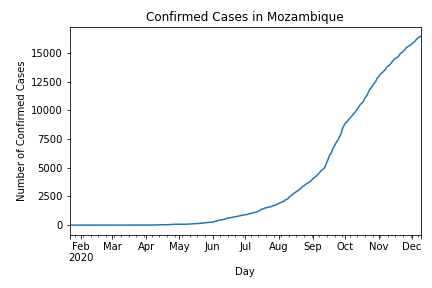 Confirmed Cases in Mozambique
Number of Confirmed Cases
15000
12500
10000
7500
5000
2500
0
Feb Mar Apr May Jun Jul Aug Sep Oct Nov Dec
2020
Day